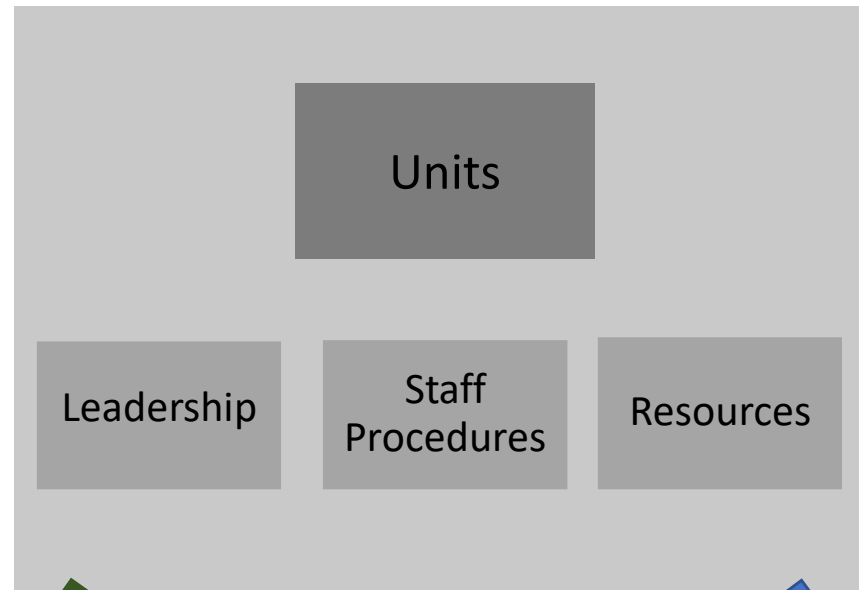 Units
Leadership
Staff
Procedures
Resources